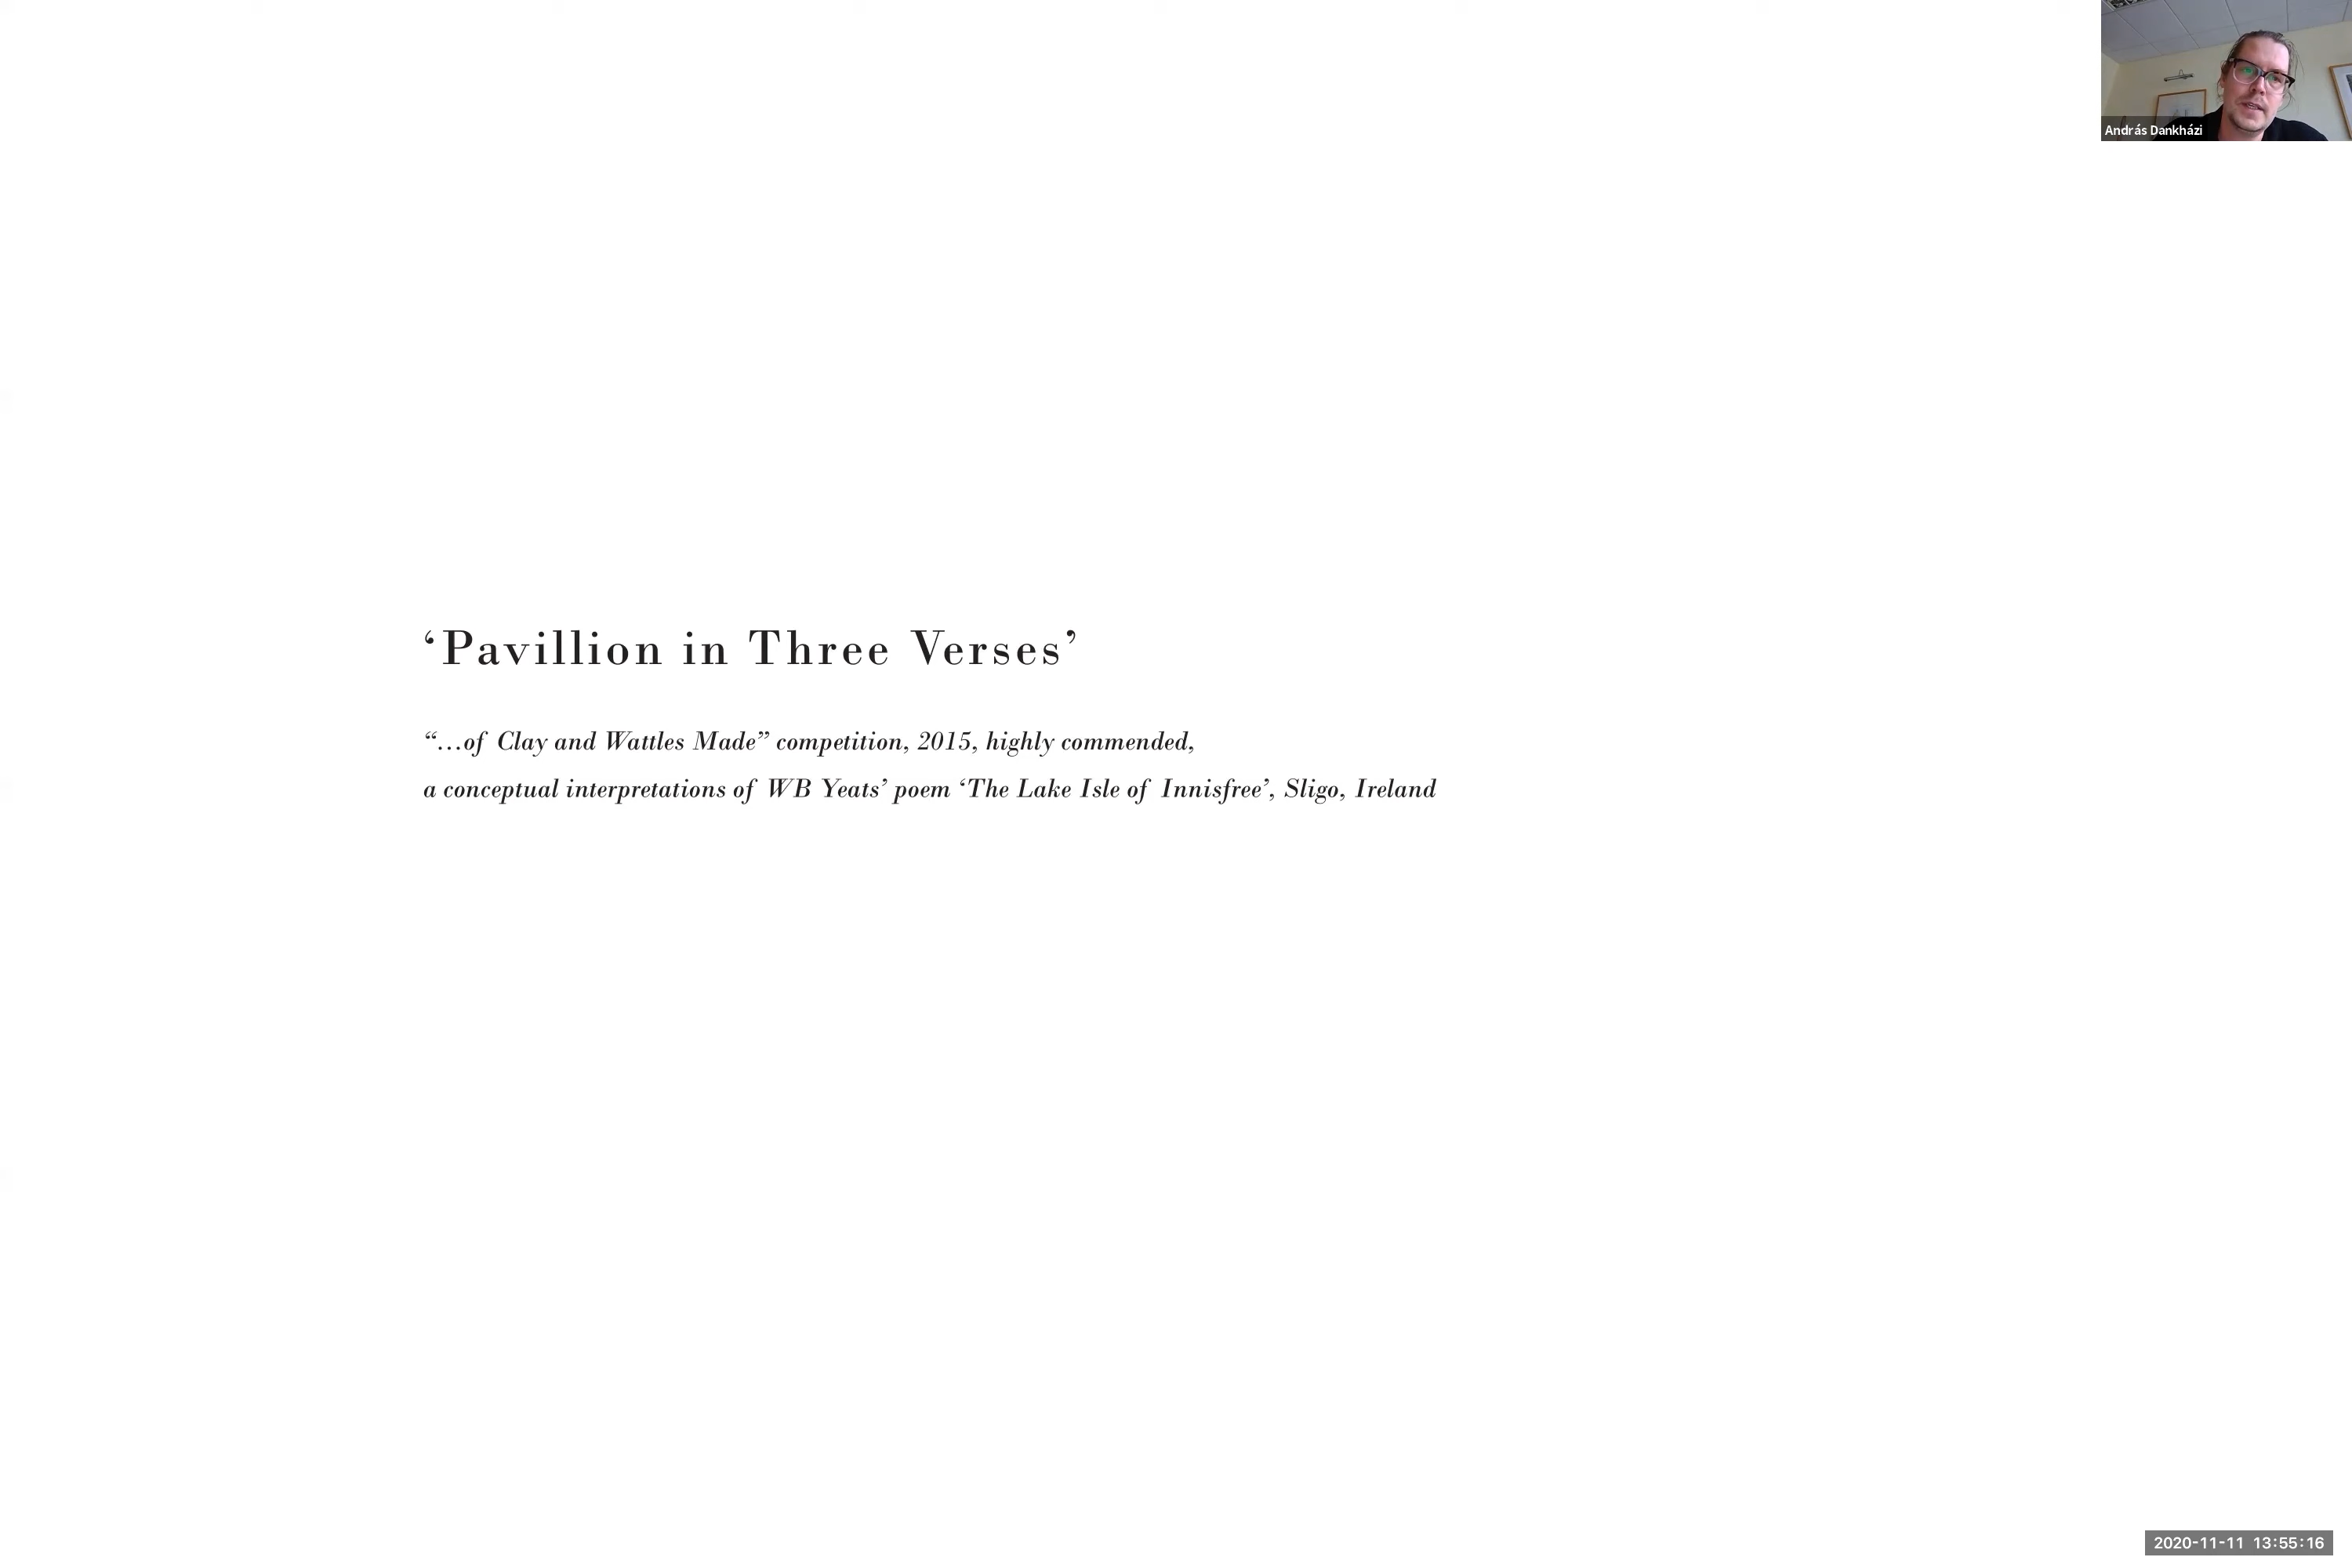 András Dankházi
‘Pavillion in Three Verses’
“...of Clay and Wattles Made” competition, 2015, highly commended,
a conceptual interpretations of WB Yeats’ poem ‘The Lake Isle of Innisfree’, Sligo, Ireland
2020-11-11 13:55:16